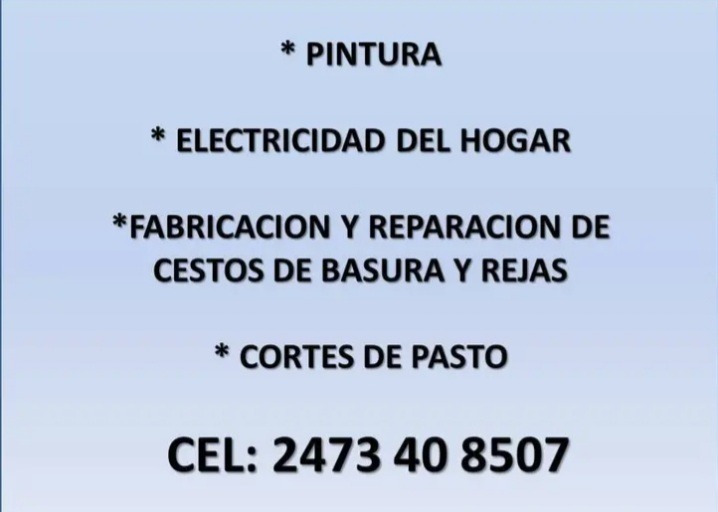 * PINTURA
* ELECTRICIDAD DEL HOGAR
*FABRICACION Y REPARACION DE
CESTOS DE BASURA Y REJAS
* CORTES DE PASTO
CEL: 2473 40 8507